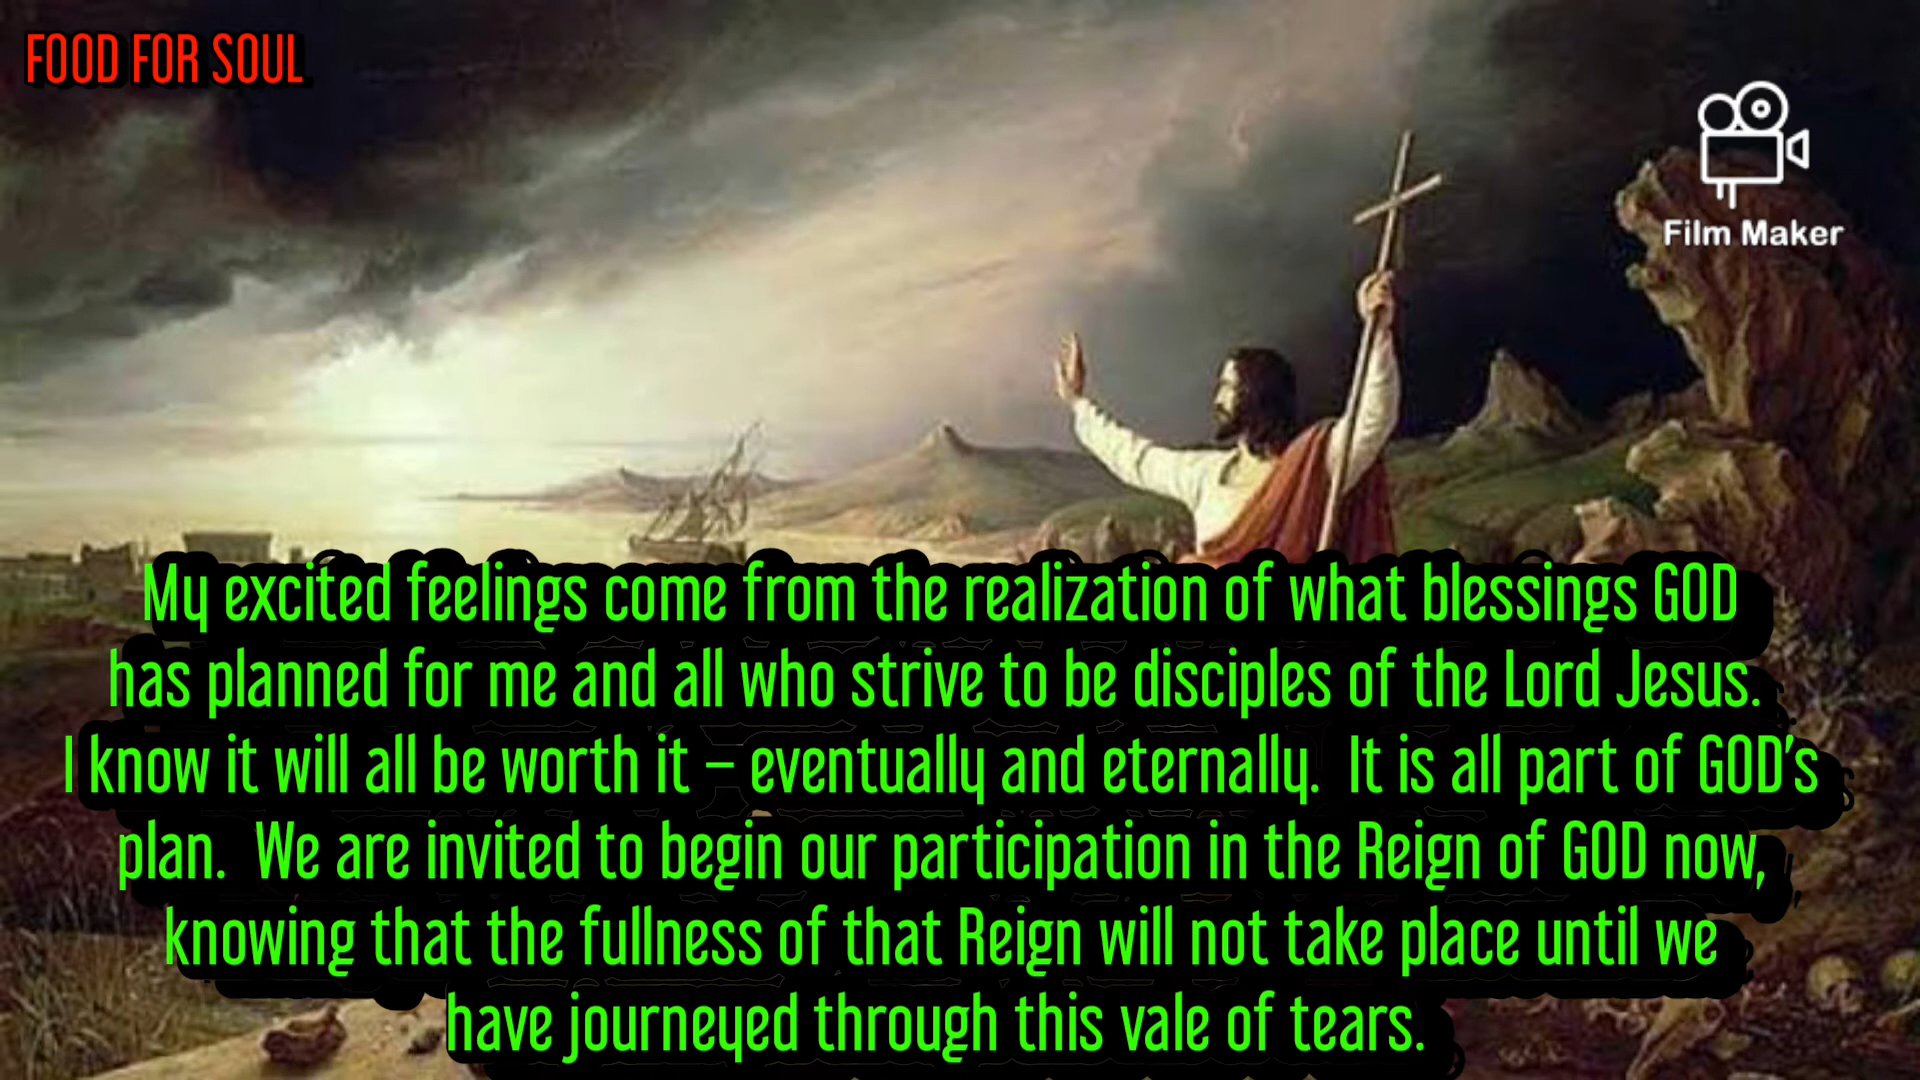 FOOD FOR SOUL
Film Maker
My excited feelings come from the realization of what blessings GOD
has planned for me and all who strive to be disciples of the Lord Jesus.
I know it will all be worth it – eventually and eternally.  It is all part of GOD's
plan.  We are invited to begin our participation in the Reign of GOD now,
knowing that the fullness of that Reign will not take place until we
have journeyed through this vale of tears.